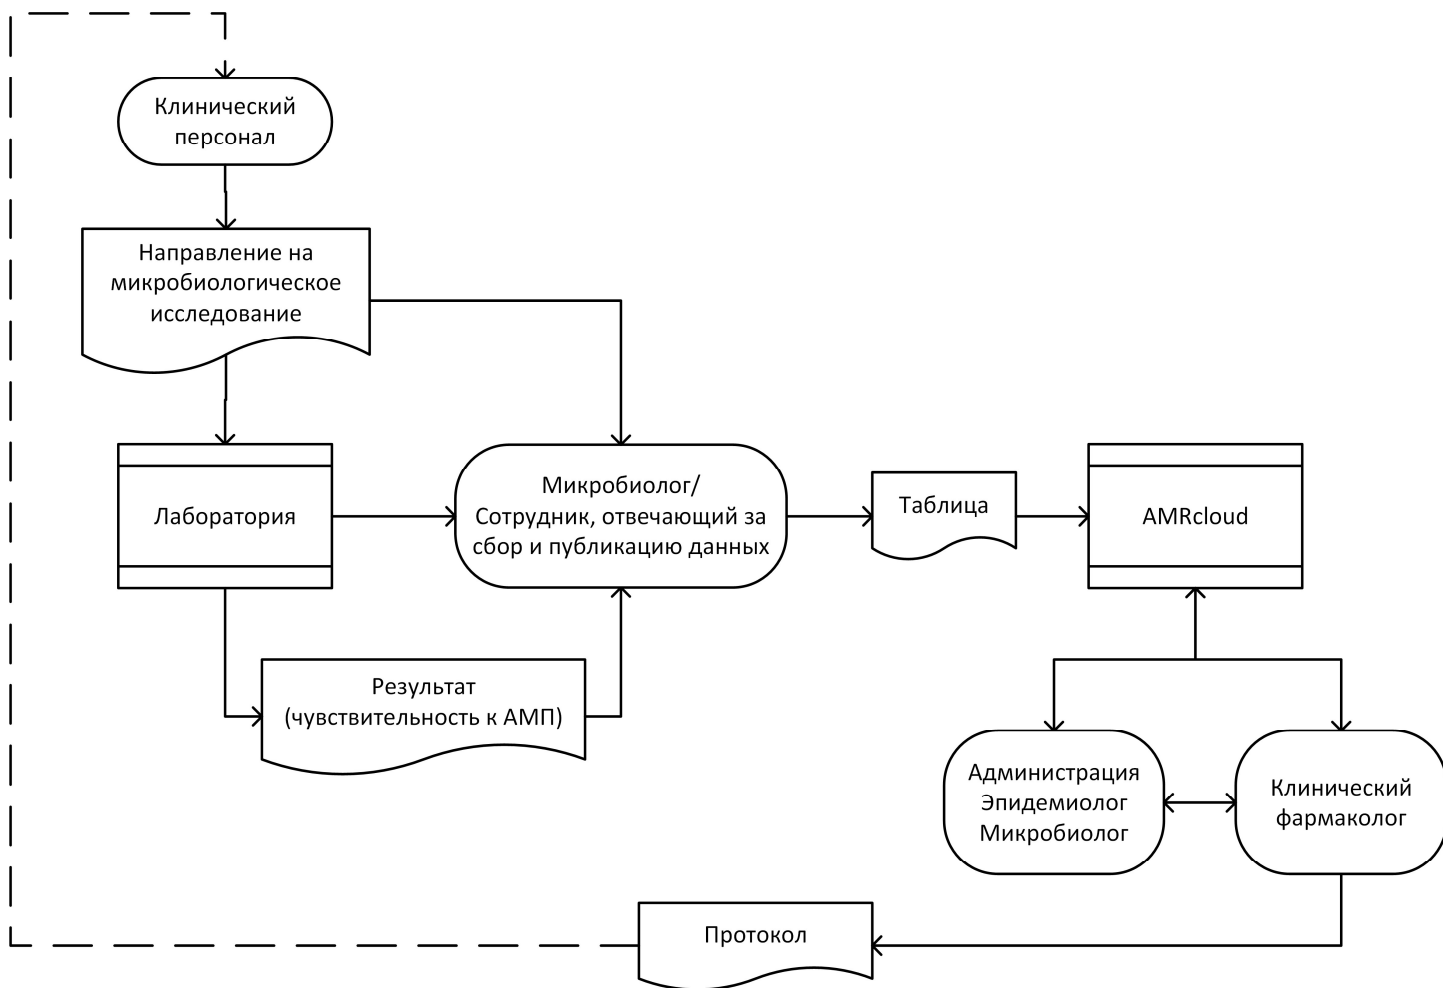 Клинический
персонал
Направление на
микробиологическое
исследование
Лаборатория
Микробиолог/
Сотрудник, отвечающий за
сбор и публикацию данных
Таблица
AMRcloud
Результат
(чувствительность к АМП)
Администрация
Эпидемиолог
Микробиолог
Клинический
фармаколог
Протокол